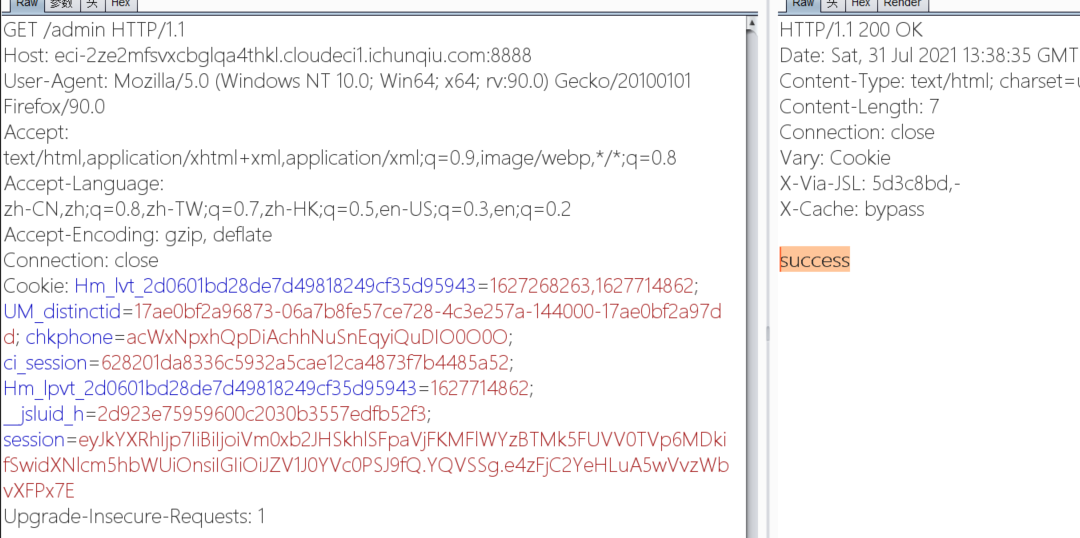 Raw 参数 头 Hex
GET /admin HTTP/1.1
Host: eci-2ze2mfsvxcbglqa4thkl.cloudeci1.ichunqiu.com:8888
User-Agent: Mozilla/5.0 (Windows NT 10.0; Win64; x64; rv:90.0) Gecko/20100101
Firefox/90.0
Accept:
text/html,application/xhtml+xml,application/xml;q=0.9,image/webp,*/*;q=0.8
Accept-Language:
zh-CN,zh;q=0.8,zh-TW;q=0.7,zh-HK;q=0.5,en-US;q=0.3,en;q=0.2
Accept-Encoding: gzip, deflate
Connection: close
Cookie: Hm_lvt_2d0601bd28de7d49818249cf35d95943=1627268263,1627714862;
UM_distinctid=17ae0bf2a96873-06a7b8fe57ce728-4c3e257a-144000-17ae0bf2a97d
d; chkphone=acWxNpxhQpDiAchhNuSnEqyiQuDIO0O0O;
ci_session=628201da8336c5932a5cae12ca4873f7b4485a52;
Hm_lpvt_2d0601bd28de7d49818249cf35d95943=1627714862;
__jsluid_h=2d923e75959600c2030b3557edfb52f3;
session=eyJkYXRhIjp7IiBiIjoiVm0xb2JHSkhlSFpaVjFKMFlWYzBTMk5FUVV0TVp6MDki
fSwidXNlcm5hbWUiOnsiIGIiOiJZV1J0YVc0PSJ9fQ.YQVSSg.e4zFjC2YeHLuA5wVvzWb
vXFPx7E
Upgrade-Insecure-Requests: 1
Raw 头 Hex Render
HTTP/1.1 200 OK
Date: Sat, 31 Jul 2021 13:38:35 GMT
Content-Type: text/html; charset=u
Content-Length: 7
Connection: close
Vary: Cookie
X-Via-JSL: 5d3c8bd,-
X-Cache: bypass
success